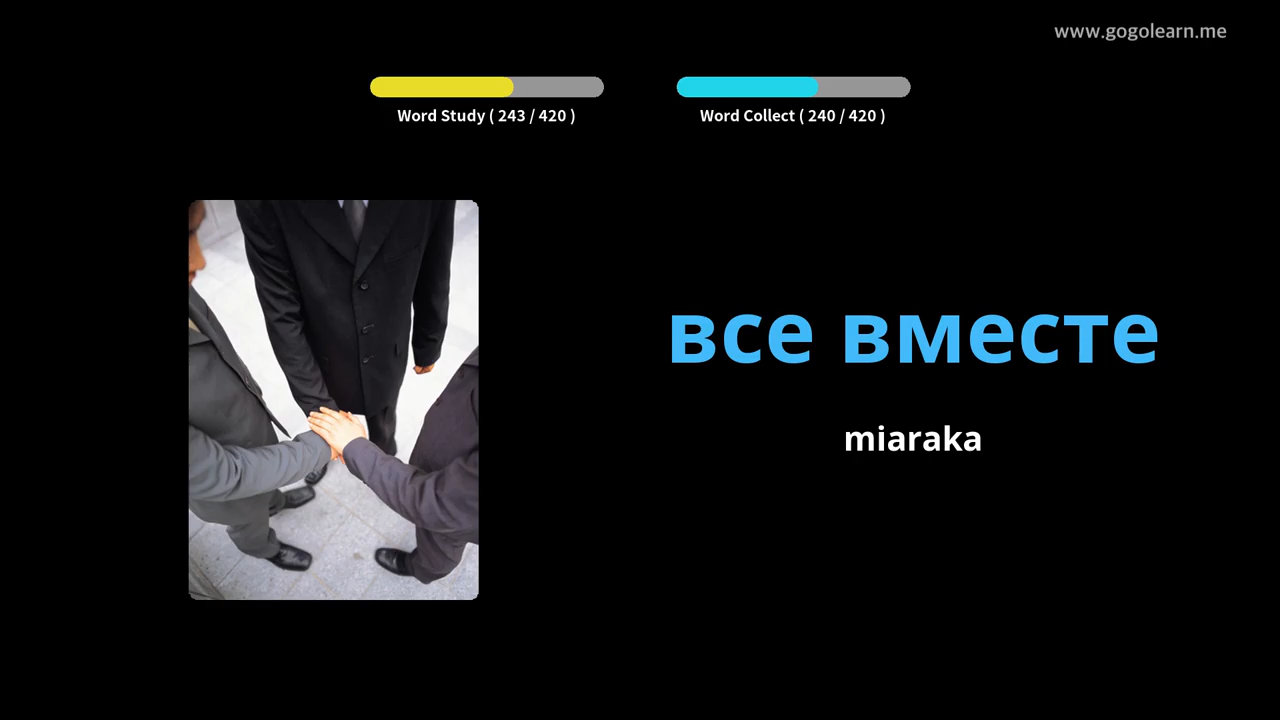 www.gogolearn.me
Word Study ( 243 / 420 )
Word Collect ( 240 / 420 )
все вместе
miaraka